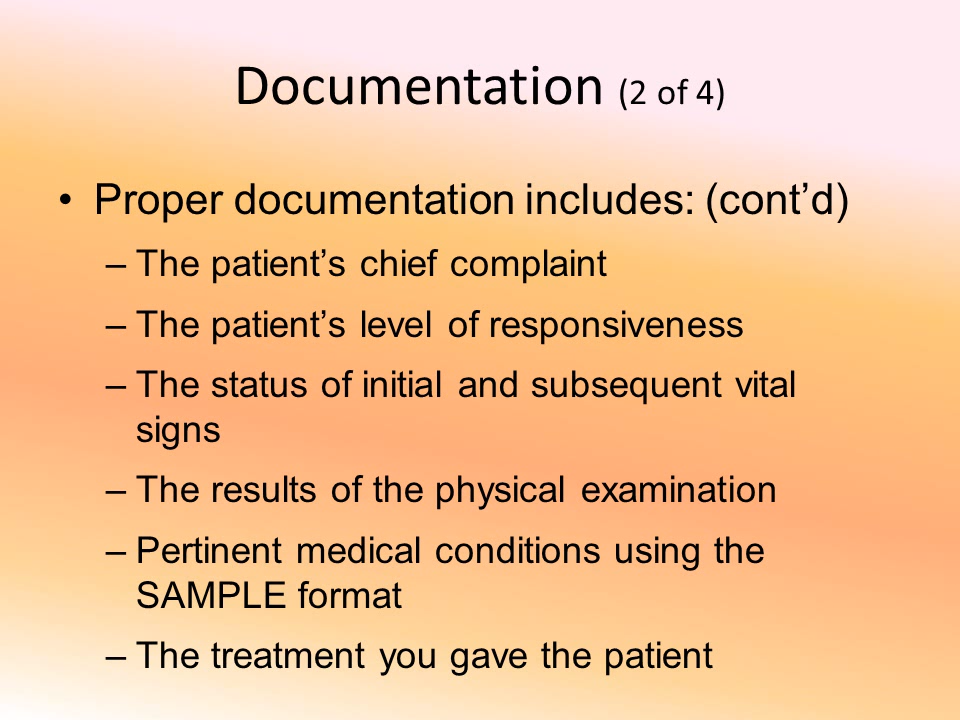 Documentation (2 of 4)
• Proper documentation includes: (cont’d)
– The patient’s chief complaint
– The patient’s level of responsiveness
– The status of initial and subsequent vital
signs
– The results of the physical examination
– Pertinent medical conditions using the
SAMPLE format
– The treatment you gave the patient